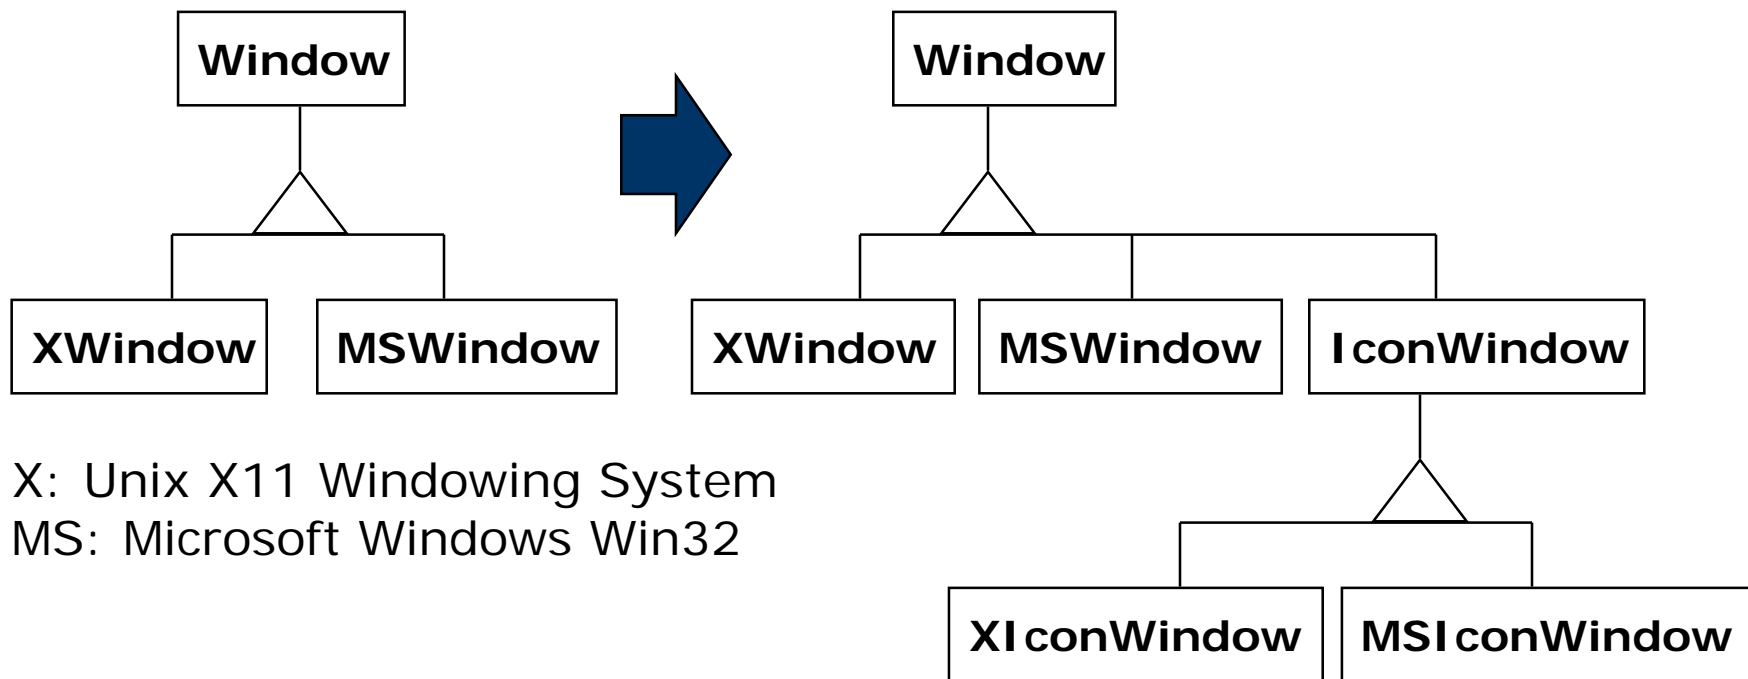 Window
Window
XWindow
MSWindow
XWindow
MSWindow
IconWindow
X: Unix X11 Windowing System
MS: Microsoft Windows Win32
XIconWindow
MSIconWindow